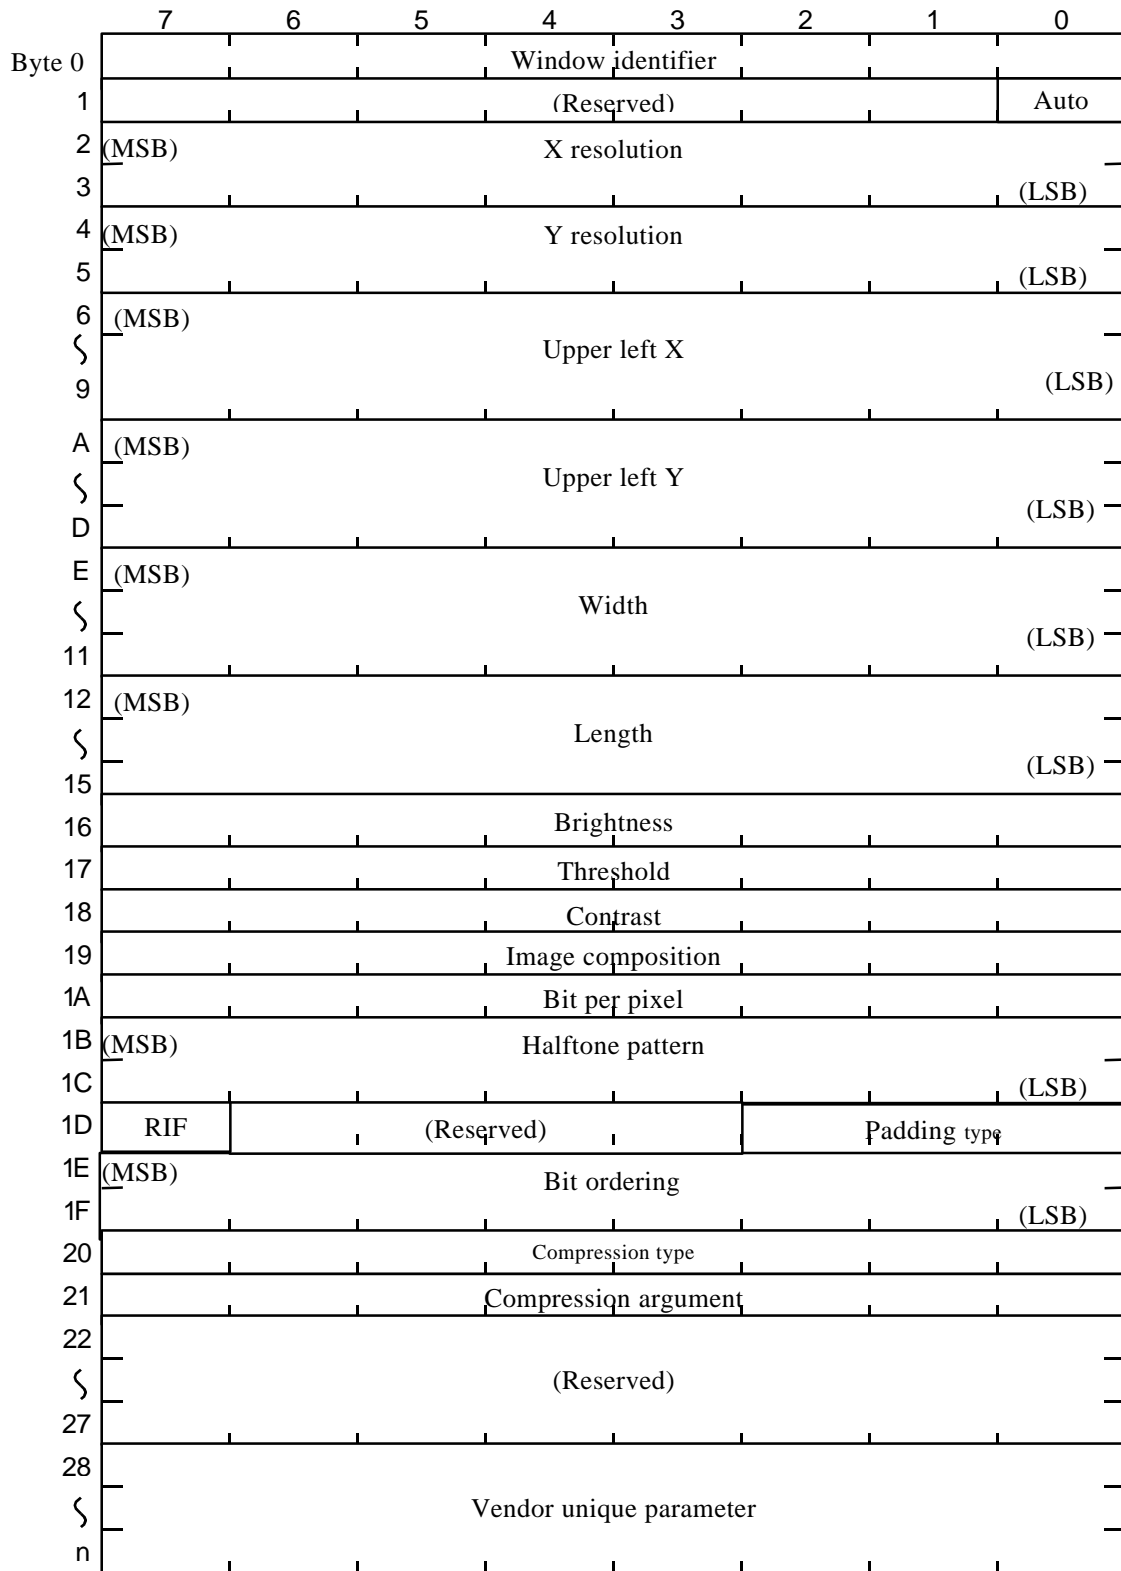 7 6 5 4 3 2 1 0
Byte 0 Window identifier
1 (Reserved) Auto
2 (MSB) X resolution
3 (LSB)
4 (MSB) Y resolution
5 (LSB)
6 (MSB)
Upper left X
9 (LSB)
A (MSB)
Upper left Y
(LSB)
D
E (MSB)
Width
(LSB)
11
12 (MSB)
Length
(LSB)
15
16 Brightness
17 Threshold
18 Contrast
19 Image composition
1A Bit per pixel
1B (MSB) Halftone pattern
1C (LSB)
1D RIF (Reserved) Padding type
1E (MSB) Bit ordering
1F (LSB)
20 Compression type
21 Compression argument
22
(Reserved)
27
28
Vendor unique parameter
n